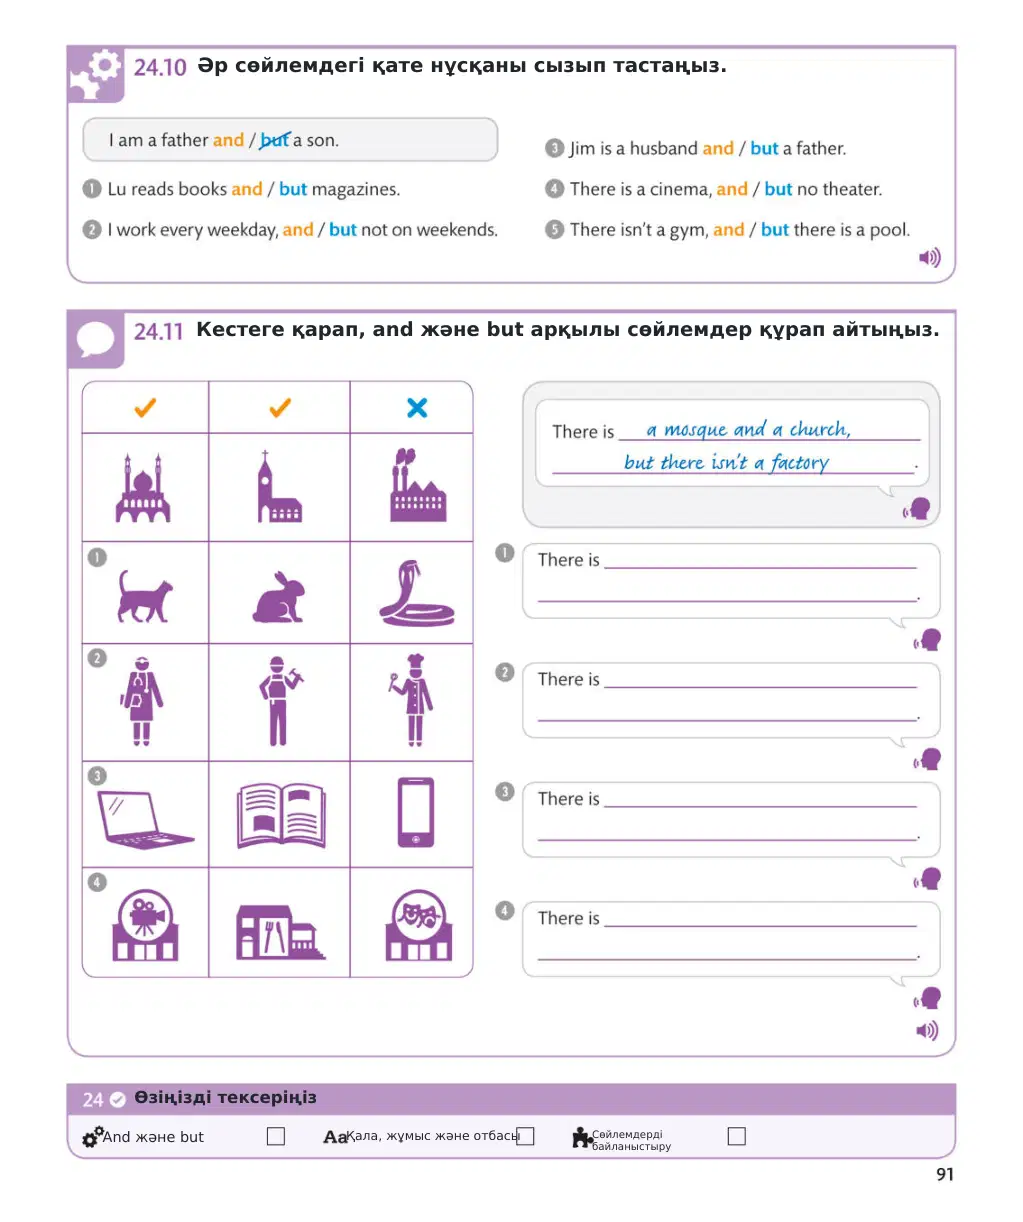 24.10 Әр сөйлемдегі қате нұсқаны сызып тастаңыз.
I am a father and / but a son.
1 Lu reads books and / but magazines.
2 I work every weekday, and / but not on weekends.
3 Jim is a husband and / but a father.
4 There is a cinema, and / but no theater.
5 There isn't a gym, and / but there is a pool.
24.11 Кестеге қарап, and және but арқылы сөйлемдер құрап айтыңыз.
There is a mosque and a church,
but there isn't a factory.
1
2
3
4
1 There is
.
2 There is
.
3 There is
.
4 There is
.
24 Өзіңізді тексеріңіз
And және but
Aa Қала, жұмыс және отбасы
Сөйлемдерді
байланыстыру
91